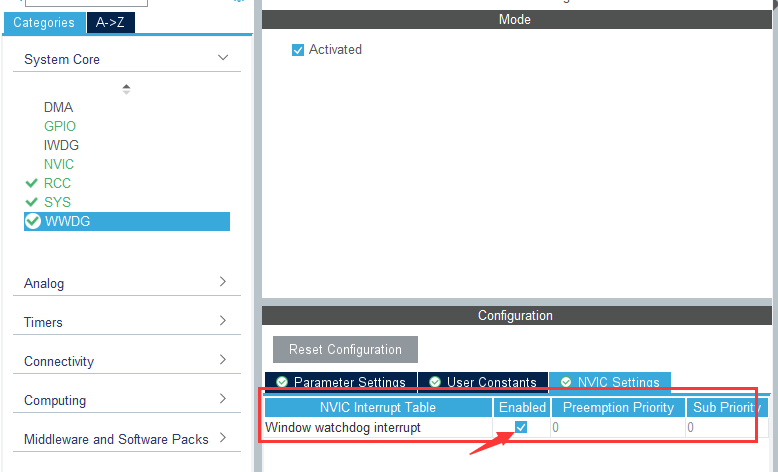 Categories
A->Z
System Core
DMA
GPIO
IWDG
NVIC
RCC
SYS
WWDG
Analog
Timers
Connectivity
Computing
Middleware and Software Packs
Mode
Activated
Configuration
Reset Configuration
Parameter Settings
User Constants
NVIC Settings
NVIC Interrupt Table
Enabled
Preemption Priority
Sub Priority
Window watchdog interrupt
0
0